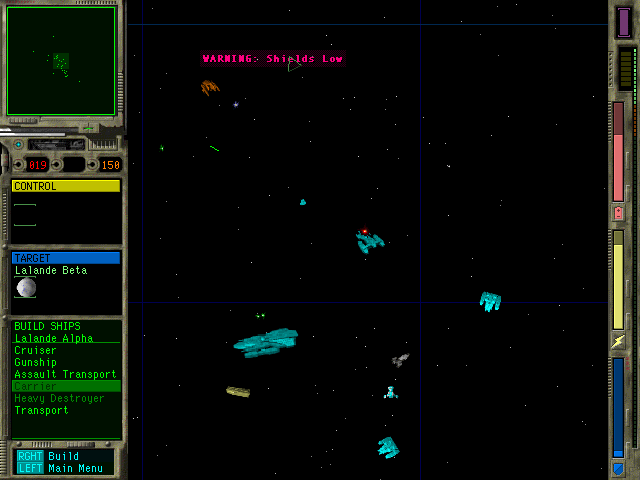 WARNING: Shields Low
019 150
CONTROL
TARGET
Lalande Beta
BUILD SHIPS
Lalande Alpha
Cruiser
Gunship
Assault Transport
Carrier
Heavy Destroyer
Transport
RGHT Build
LEFT Main Menu